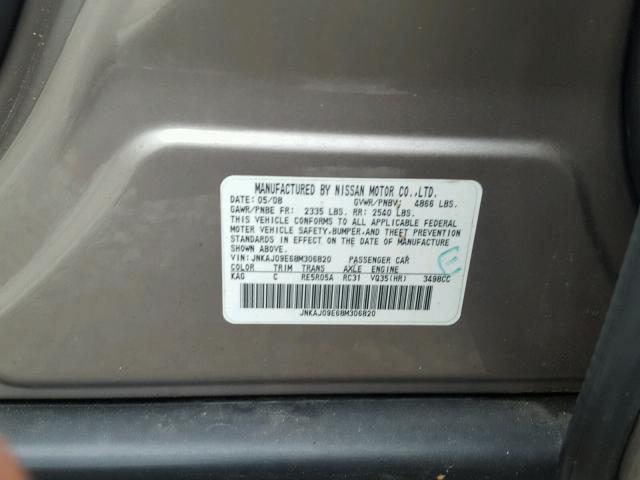 MANUFACTURED BY NISSAN MOTOR CO.,LTD.
DATE: 05/08 GVWR/PNBV: 4866 LBS.
GAWR/PNBE FR: 2335 LBS. RR: 2540 LBS.
THIS VEHICLE CONFORMS TO ALL APPLICABLE FEDERAL
MOTOR VEHICLE SAFETY,BUMPER,AND THEFT PREVENTION
STANDARDS IN EFFECT ON THE DATE OF MANUFACTURE
SHOWN ABOVE.
VIN: JNKAJ09E68M306820 PASSENGER CAR
COLOR TRIM TRANS AXLE ENGINE
KAG C RE5R05A RC31 VQ35(HR) 3498CC
JNKAJ09E68M306820
E